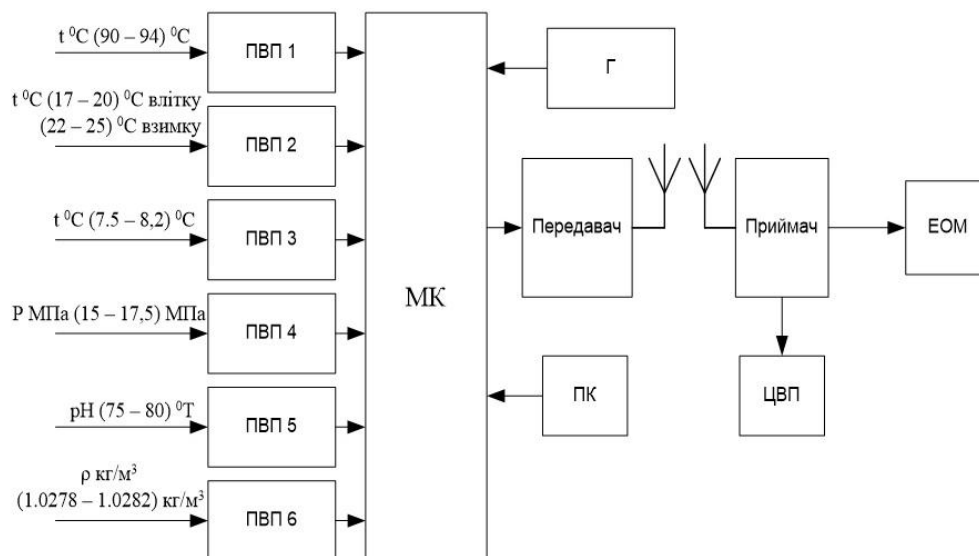 t ⁰C (90 – 94) ⁰C
ПВП 1
t ⁰C (17 – 20) ⁰C влітку
(22 – 25) ⁰C взимку
ПВП 2
t ⁰C (7.5 – 8,2) ⁰C
ПВП 3
P МПа (15 – 17,5) МПа
ПВП 4
pH (75 – 80) ⁰T
ПВП 5
ρ кг/м³
(1.0278 – 1.0282) кг/м³
ПВП 6
МК
Г
Передавач
Приймач
ЕОМ
ПК
ЦВП